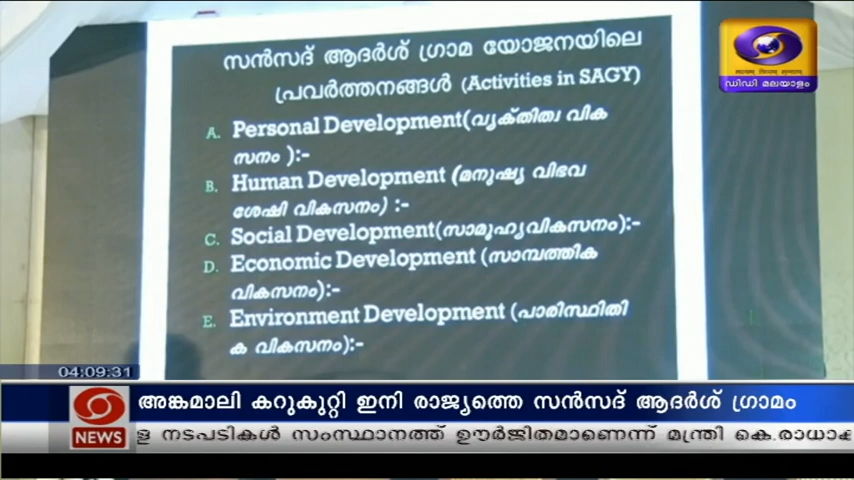 സൻസദ് ആദർശ് ഗ്രാമ യോജനയിലെ
പ്രവർത്തനങ്ങൾ (Activities in SAGY)
A. Personal Development(വ്യക്തിത്വ വിക
സനം ):-
B. Human Development (മനുഷ്യ വിഭവ
ശേഷി വികസനം) :-
C. Social Development(സാമൂഹ്യവികസനം):-
D. Economic Development (സാമ്പത്തിക
വികസനം):-
E. Environment Development (പാരിസ്ഥിതി
ക വികസനം):-
ഡിഡി മലയാളം
04:09:31
അങ്കമാലി കറുകുറ്റി ഇനി രാജ്യത്തെ സൻസദ് ആദർശ് ഗ്രാമം
NEWS
ള നടപടികൾ സംസ്ഥാനത്ത് ഊർജിതമാണെന്ന് മന്ത്രി കെ.രാധാക